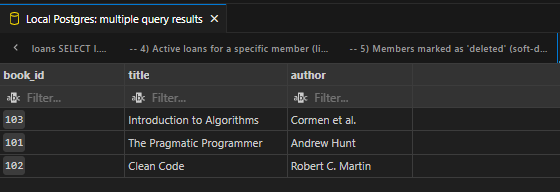 Local Postgres: multiple query results
loans SELECT l.... -- 4) Active loans for a specific member (li... -- 5) Members marked as 'deleted' (soft-d...
book_id title author
Filter... Filter... Filter...
103 Introduction to Algorithms Cormen et al.
101 The Pragmatic Programmer Andrew Hunt
102 Clean Code Robert C. Martin